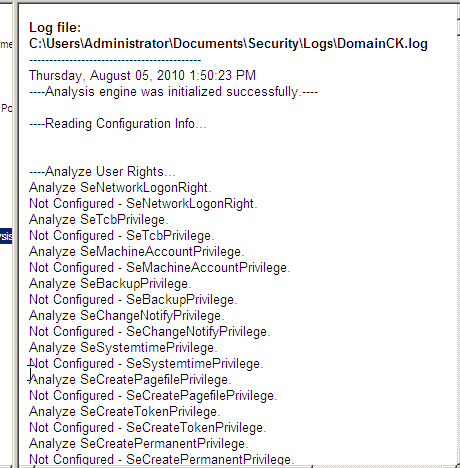 Log file:
C:\Users\Administrator\Documents\Security\Logs\DomainCK.log
-------------------------------------------
Thursday, August 05, 2010 1:50:23 PM
----Analysis engine was initialized successfully.----
----Reading Configuration Info...
----Analyze User Rights...
Analyze SeNetworkLogonRight.
Not Configured - SeNetworkLogonRight.
Analyze SeTcbPrivilege.
Not Configured - SeTcbPrivilege.
Analyze SeMachineAccountPrivilege.
Not Configured - SeMachineAccountPrivilege.
Analyze SeBackupPrivilege.
Not Configured - SeBackupPrivilege.
Analyze SeChangeNotifyPrivilege.
Not Configured - SeChangeNotifyPrivilege.
Analyze SeSystemtimePrivilege.
Not Configured - SeSystemtimePrivilege.
Analyze SeCreatePagefilePrivilege.
Not Configured - SeCreatePagefilePrivilege.
Analyze SeCreateTokenPrivilege.
Not Configured - SeCreateTokenPrivilege.
Analyze SeCreatePermanentPrivilege.
Not Configured - SeCreatePermanentPrivilege.